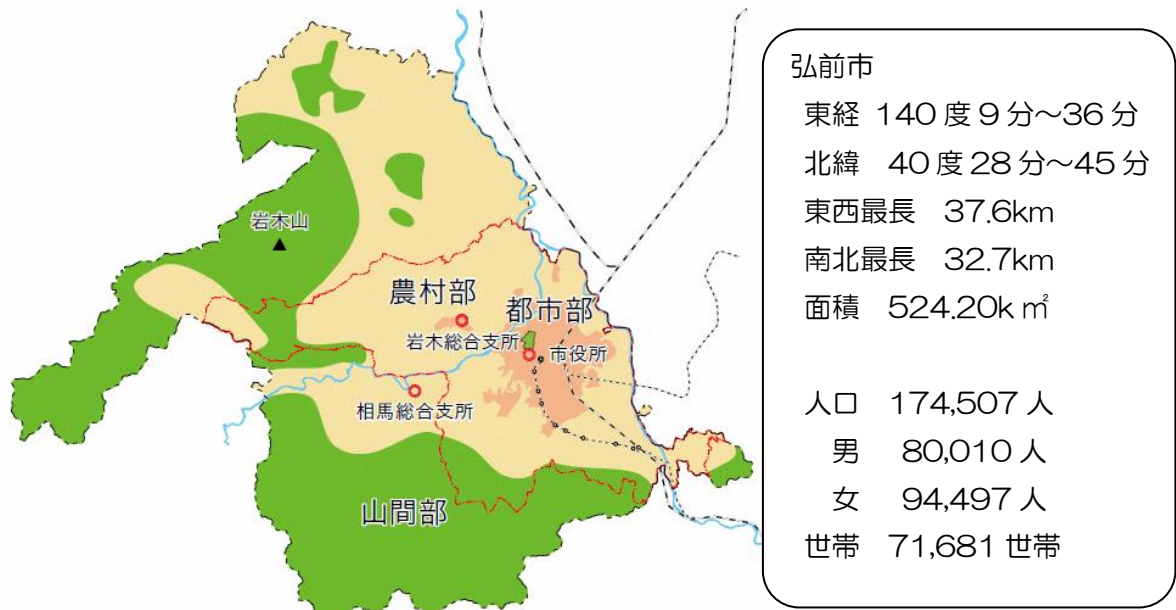 岩木山
農村部
都市部
岩木総合支所
市役所
相馬総合支所
山間部
弘前市
東経 140度9分～36分
北緯 40度28分～45分
東西最長 37.6km
南北最長 32.7km
面積 524.20k㎡
人口 174,507人
男 80,010人
女 94,497人
世帯 71,681世帯